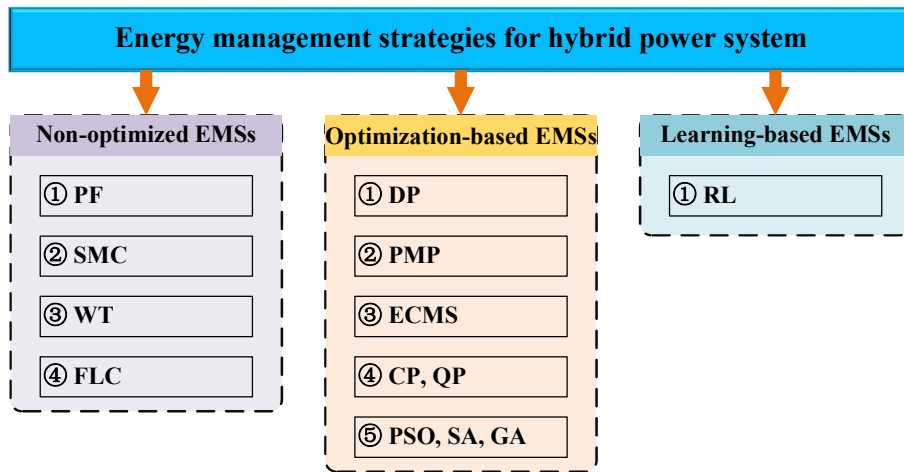 Energy management strategies for hybrid power system
Non-optimized EMSs
① PF
② SMC
③ WT
④ FLC
Optimization-based EMSs
① DP
② PMP
③ ECMS
④ CP, QP
⑤ PSO, SA, GA
Learning-based EMSs
① RL